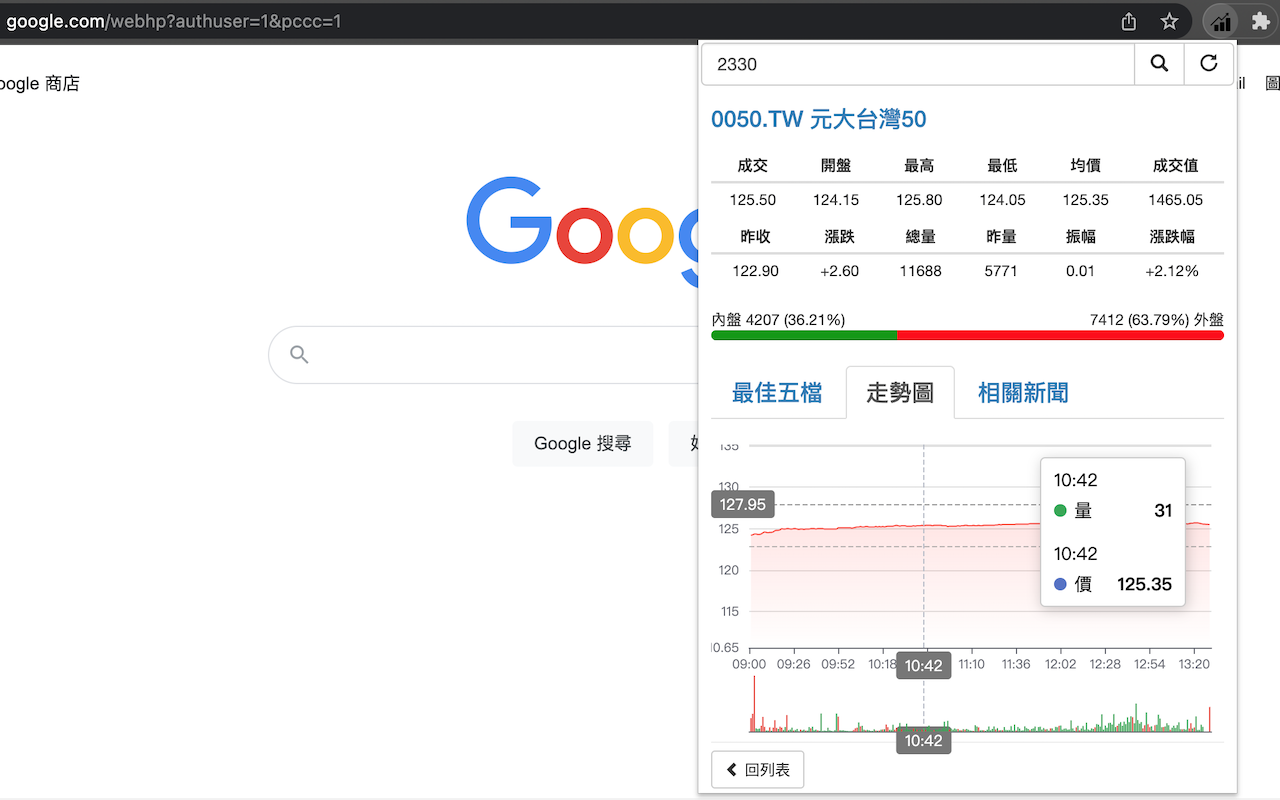 google.com/webhp?authuser=1&pccc=1
oogle 商店
il 圖
Goog
Google 搜尋
2330
0050.TW 元大台灣50
成交 開盤 最高 最低 均價 成交值
125.50 124.15 125.80 124.05 125.35 1465.05
昨收 漲跌 總量 昨量 振幅 漲跌幅
122.90 +2.60 11688 5771 0.01 +2.12%
內盤 4207 (36.21%) 7412 (63.79%) 外盤
最佳五檔 走勢圖 相關新聞
135
130
127.95
125
120
115
0.65
10:42
量 31
10:42
價 125.35
09:00 09:26 09:52 10:18 10:42 11:10 11:36 12:02 12:28 12:54 13:20
10:42
回列表